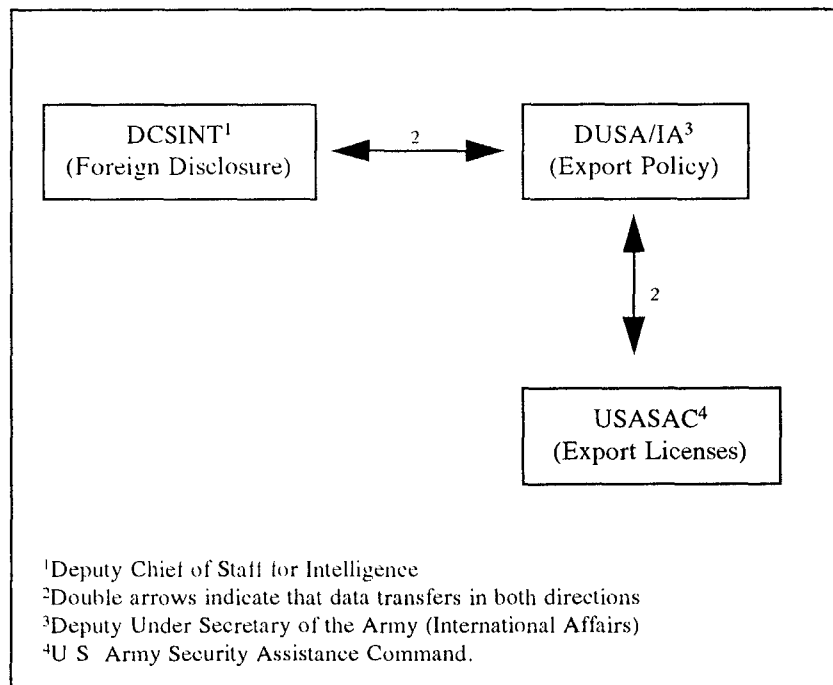 DCSINT¹
(Foreign Disclosure)
2
DUSA/IA³
(Export Policy)
2
USASAC⁴
(Export Licenses)
¹Deputy Chief of Staff for Intelligence
²Double arrows indicate that data transfers in both directions
³Deputy Under Secretary of the Army (International Affairs)
⁴U S Army Security Assistance Command.